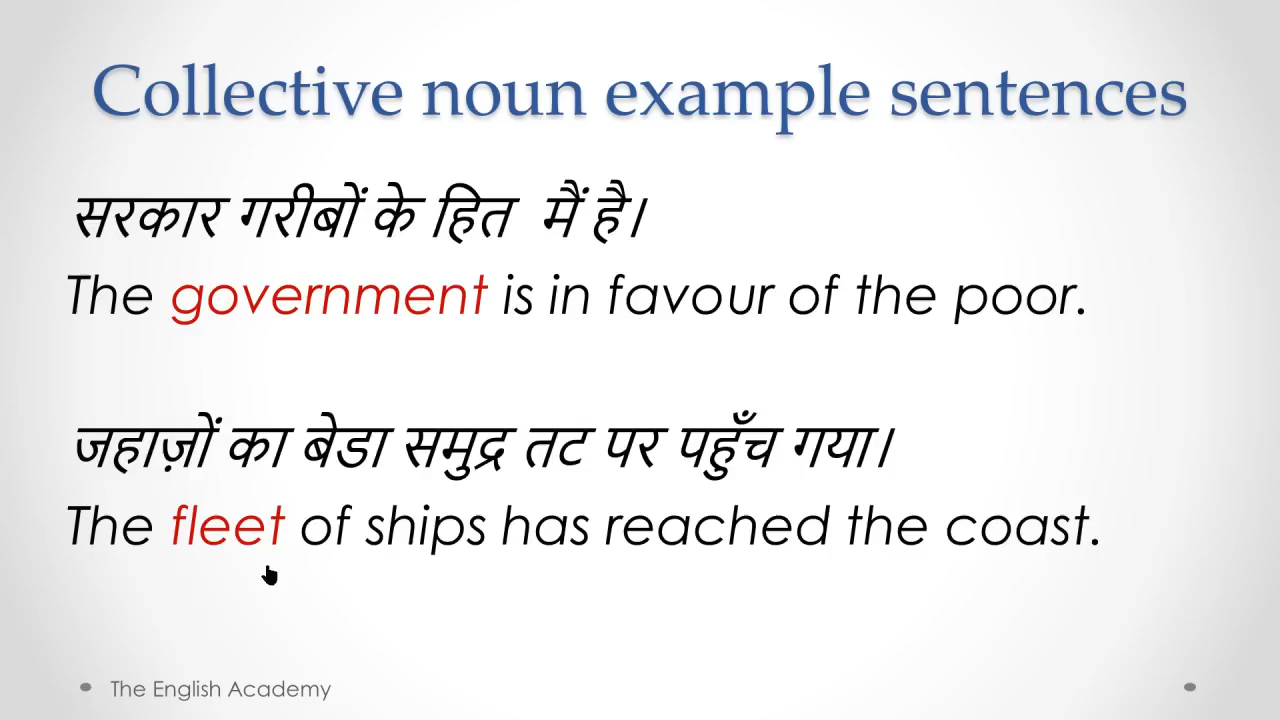 Collective noun example sentences
सरकार गरीबों के हित मैं है।
The government is in favour of the poor.
जहाज़ों का बेडा समुद्र तट पर पहुँच गया।
The fleet of ships has reached the coast.
The English Academy